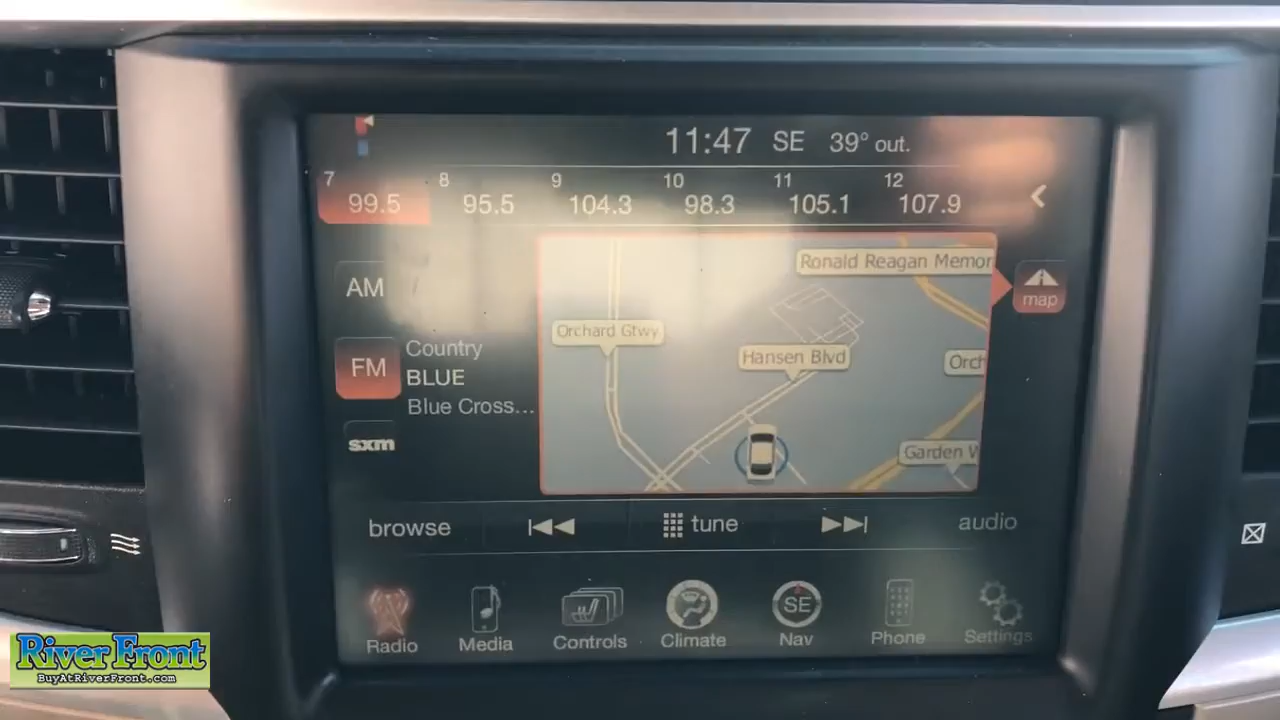 11:47 SE 39° out.
7 8 9 10 11 12
99.5 95.5 104.3 98.3 105.1 107.9
Ronald Reagan Memor
AM
map
Orchard Gtwy
Country
Hansen Blvd
Orch
FM
BLUE
Blue Cross...
sxm
Garden W
browse tune audio
SE
Radio Media Controls Climate Nav Phone Settings
River Front
BuyAtRiverFront.com